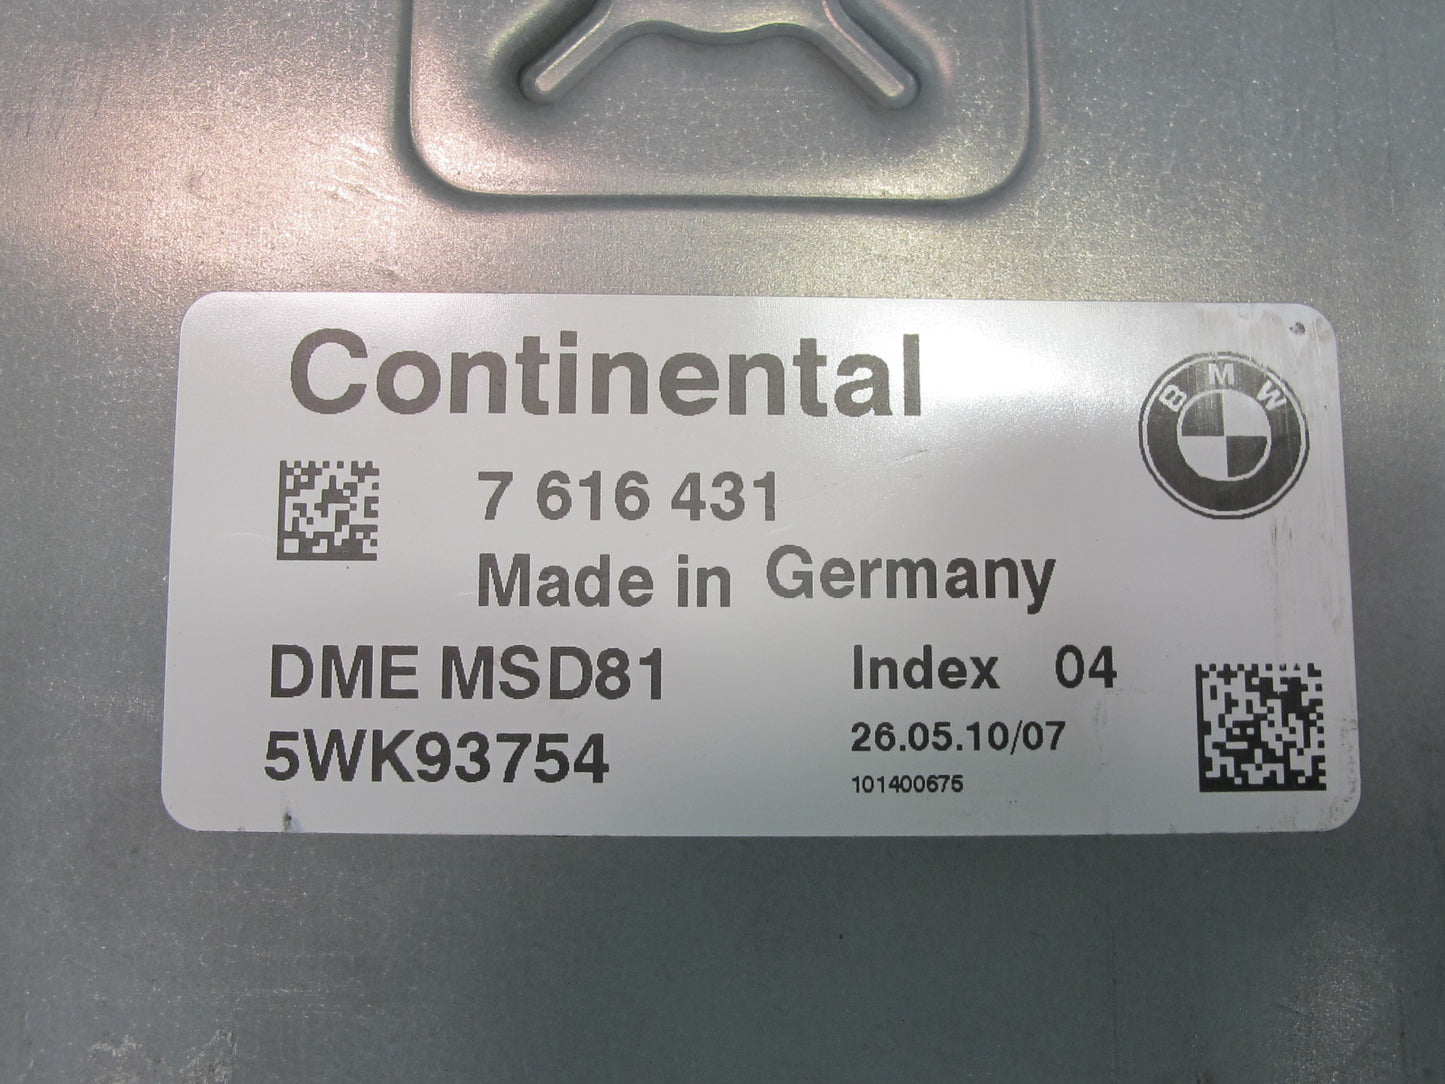 Continental
BMW
7 616 431
Made in Germany
DME MSD81 Index 04
5WK93754 26.05.10/07
101400675